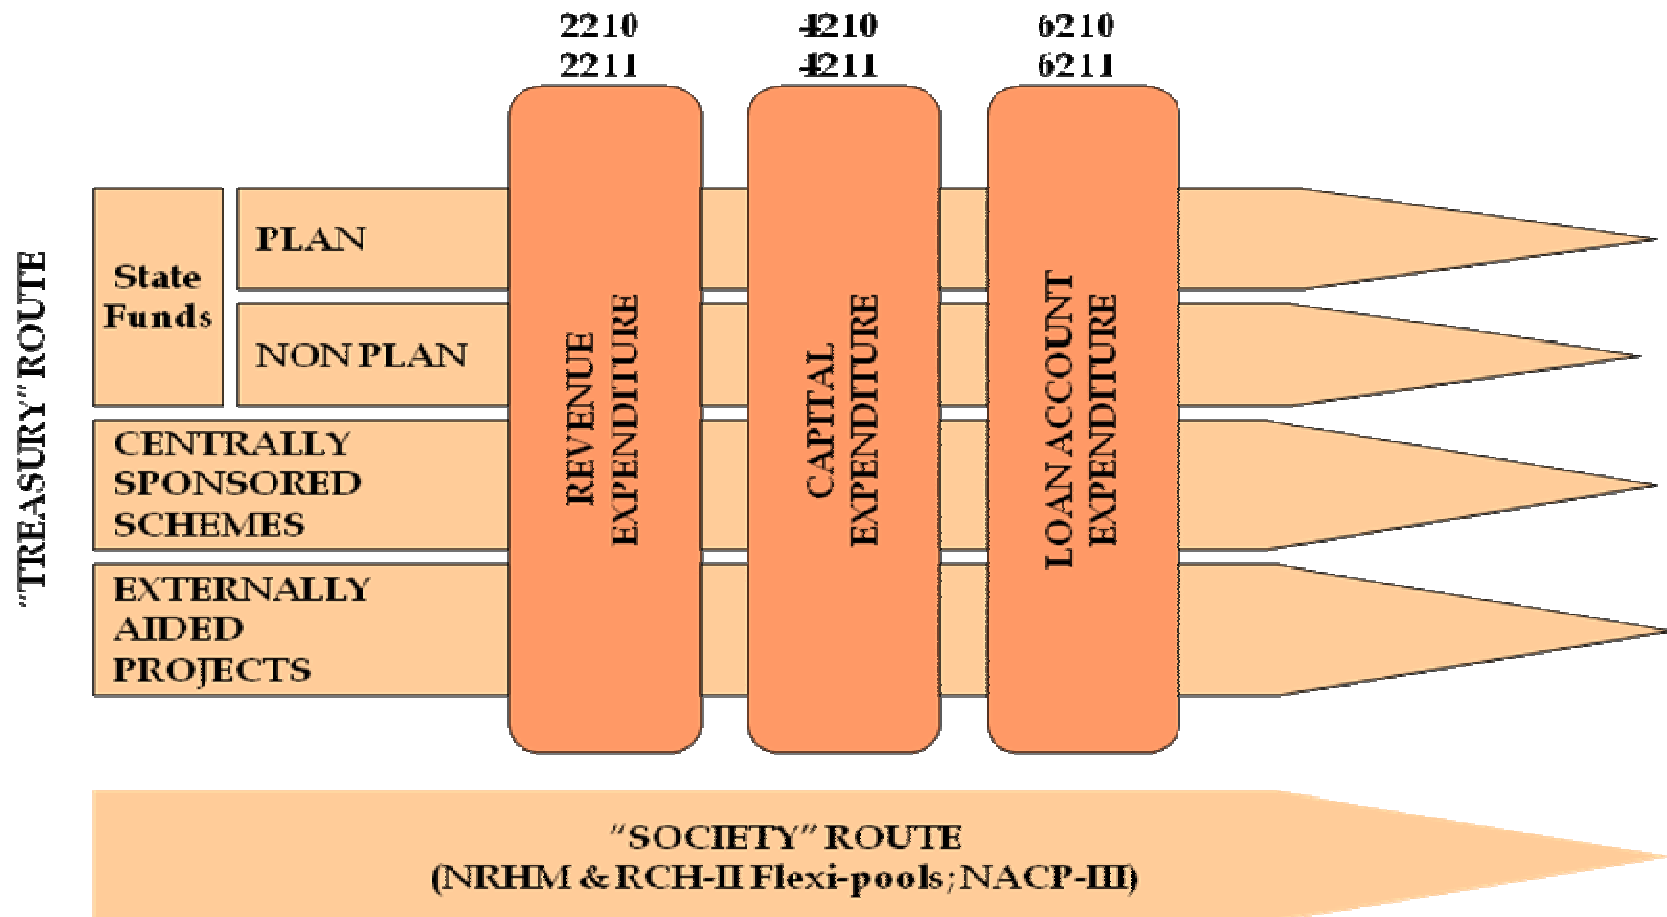 2210 4210 6210
2211 4211 6211
"TREASURY" ROUTE
State
Funds
PLAN
NON PLAN
CENTRALLY
SPONSORED
SCHEMES
EXTERNALLY
AIDED
PROJECTS
REVENUE
EXPENDITURE
CAPITAL
EXPENDITURE
LOAN ACCOUNT
EXPENDITURE
"SOCIETY" ROUTE
(NRHM & RCH-II Flexi-pools; NACP-III)